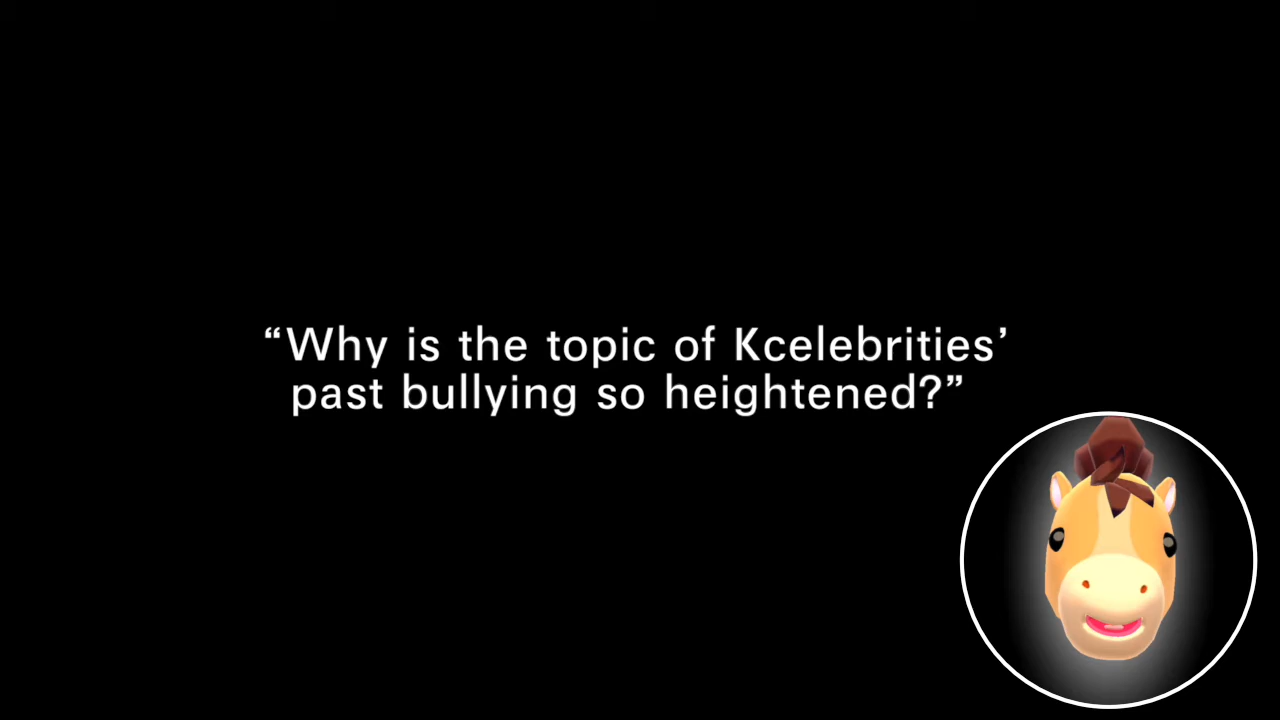 “Why is the topic of Kcelebrities’
past bullying so heightened?”